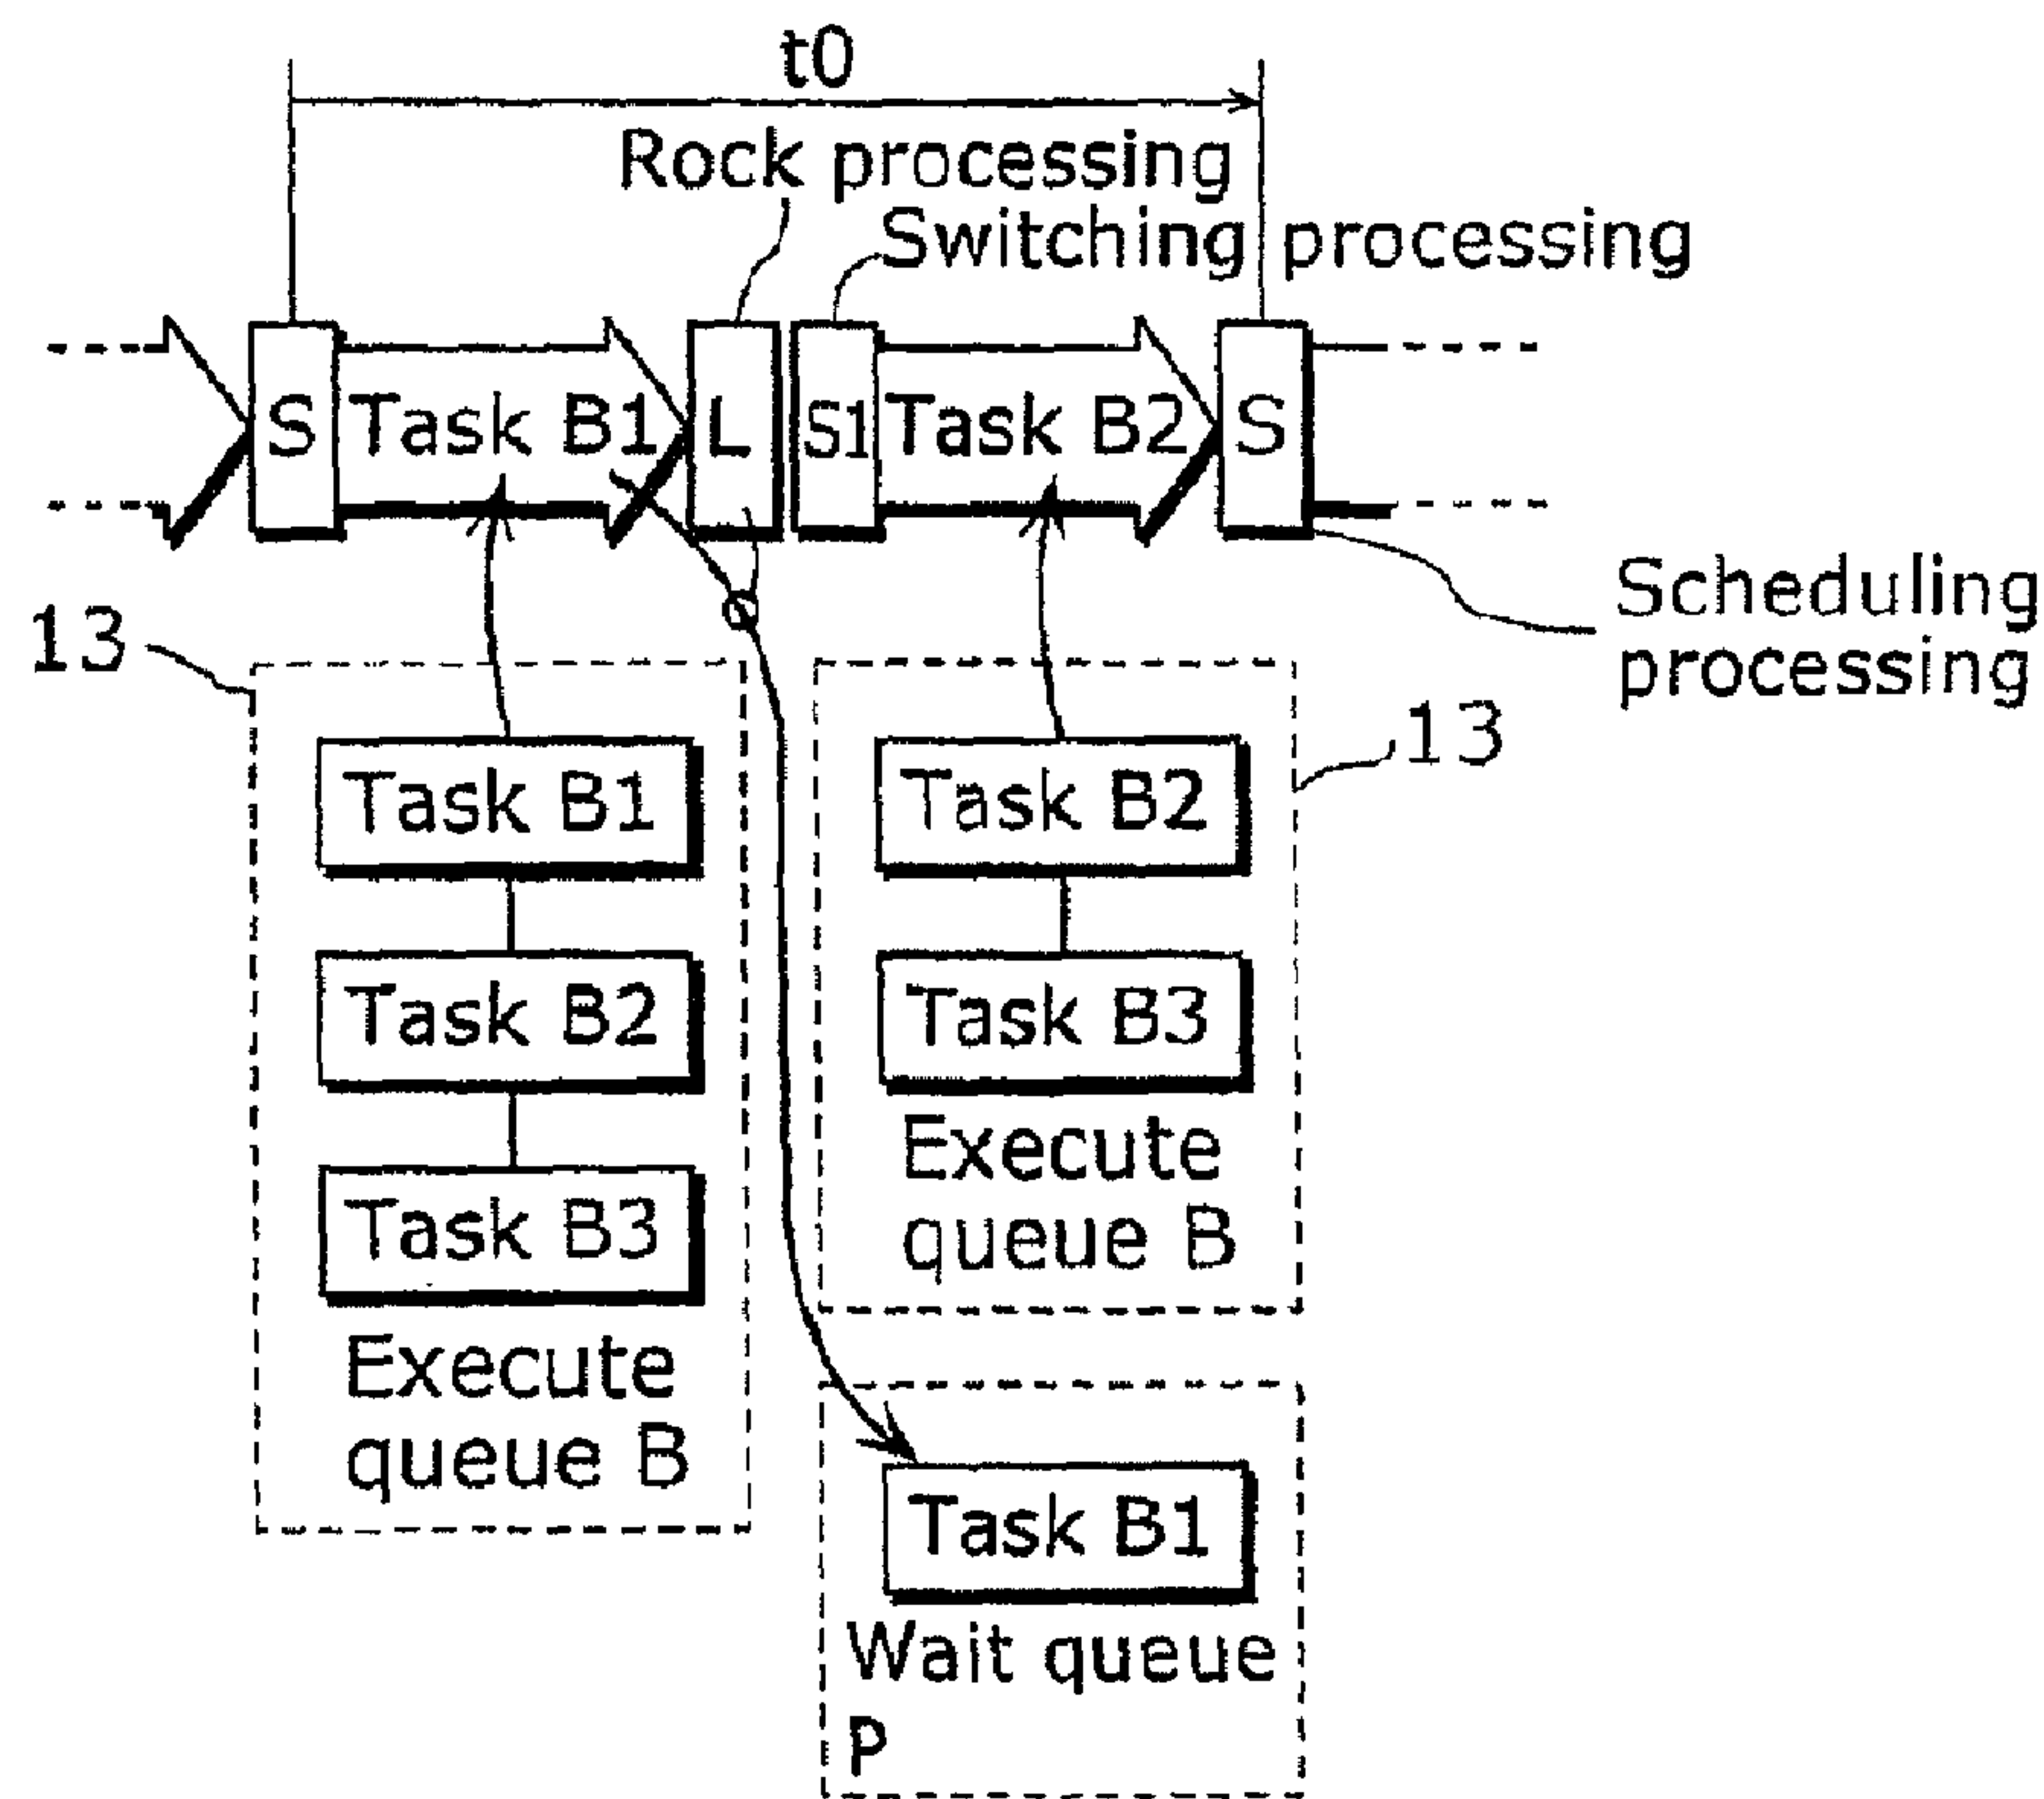 t0
Rock processing
Switching processing
S Task B1 L S1 Task B2 S
Scheduling
processing
13
13
Task B1
Task B2
Task B3
Execute
queue B
Task B2
Task B3
Execute
queue B
Task B1
Wait queue
P